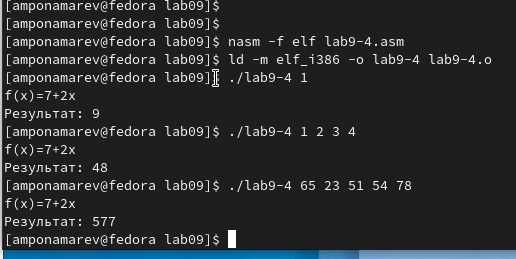 [amponamarev@fedora lab09]$
[amponamarev@fedora lab09]$
[amponamarev@fedora lab09]$ nasm -f elf lab9-4.asm
[amponamarev@fedora lab09]$ ld -m elf_i386 -o lab9-4 lab9-4.o
[amponamarev@fedora lab09]$ ./lab9-4 1
f(x)=7+2x
Результат: 9
[amponamarev@fedora lab09]$ ./lab9-4 1 2 3 4
f(x)=7+2x
Результат: 48
[amponamarev@fedora lab09]$ ./lab9-4 65 23 51 54 78
f(x)=7+2x
Результат: 577
[amponamarev@fedora lab09]$